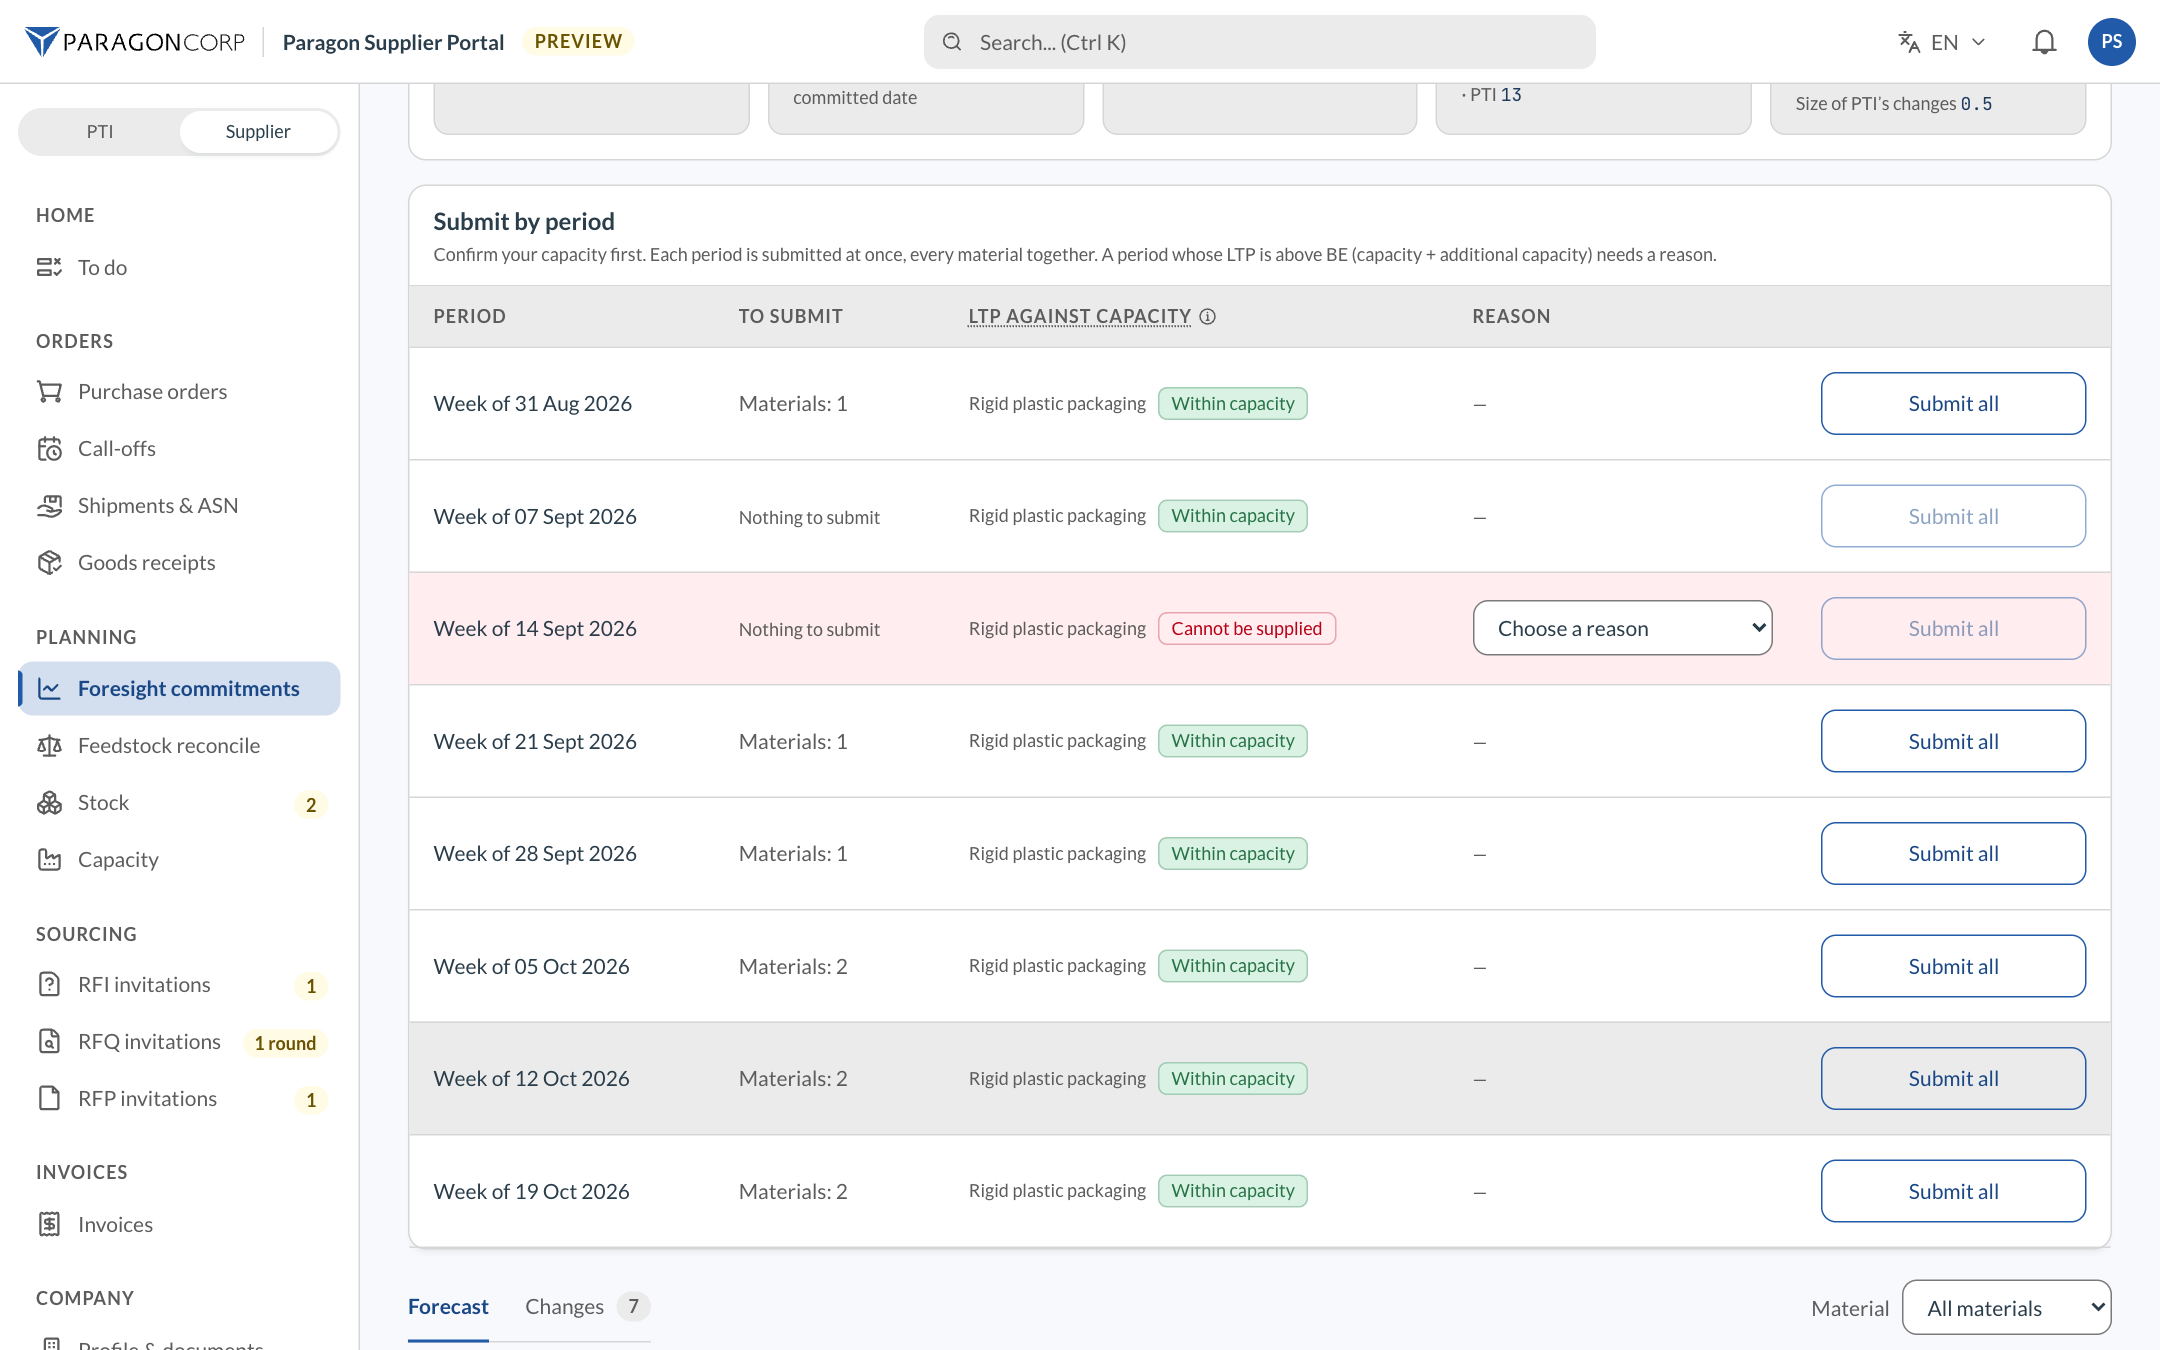 PARAGONCORP
Paragon Supplier Portal
PREVIEW
Search... (Ctrl K)
EN
PS
PTI
Supplier
HOME
To do
ORDERS
Purchase orders
Call-offs
Shipments & ASN
Goods receipts
PLANNING
Foresight commitments
Feedstock reconcile
Stock 2
Capacity
SOURCING
RFI invitations 1
RFQ invitations 1 round
RFP invitations 1
INVOICES
Invoices
COMPANY
Profile & documents
committed date
· PTI 13
Size of PTI's changes 0.5
Submit by period
Confirm your capacity first. Each period is submitted at once, every material together. A period whose LTP is above BE (capacity + additional capacity) needs a reason.
PERIOD TO SUBMIT LTP AGAINST CAPACITY REASON
Week of 31 Aug 2026 Materials: 1 Rigid plastic packaging Within capacity – Submit all
Week of 07 Sept 2026 Nothing to submit Rigid plastic packaging Within capacity – Submit all
Week of 14 Sept 2026 Nothing to submit Rigid plastic packaging Cannot be supplied Choose a reason Submit all
Week of 21 Sept 2026 Materials: 1 Rigid plastic packaging Within capacity – Submit all
Week of 28 Sept 2026 Materials: 1 Rigid plastic packaging Within capacity – Submit all
Week of 05 Oct 2026 Materials: 2 Rigid plastic packaging Within capacity – Submit all
Week of 12 Oct 2026 Materials: 2 Rigid plastic packaging Within capacity – Submit all
Week of 19 Oct 2026 Materials: 2 Rigid plastic packaging Within capacity – Submit all
Forecast Changes 7 Material All materials